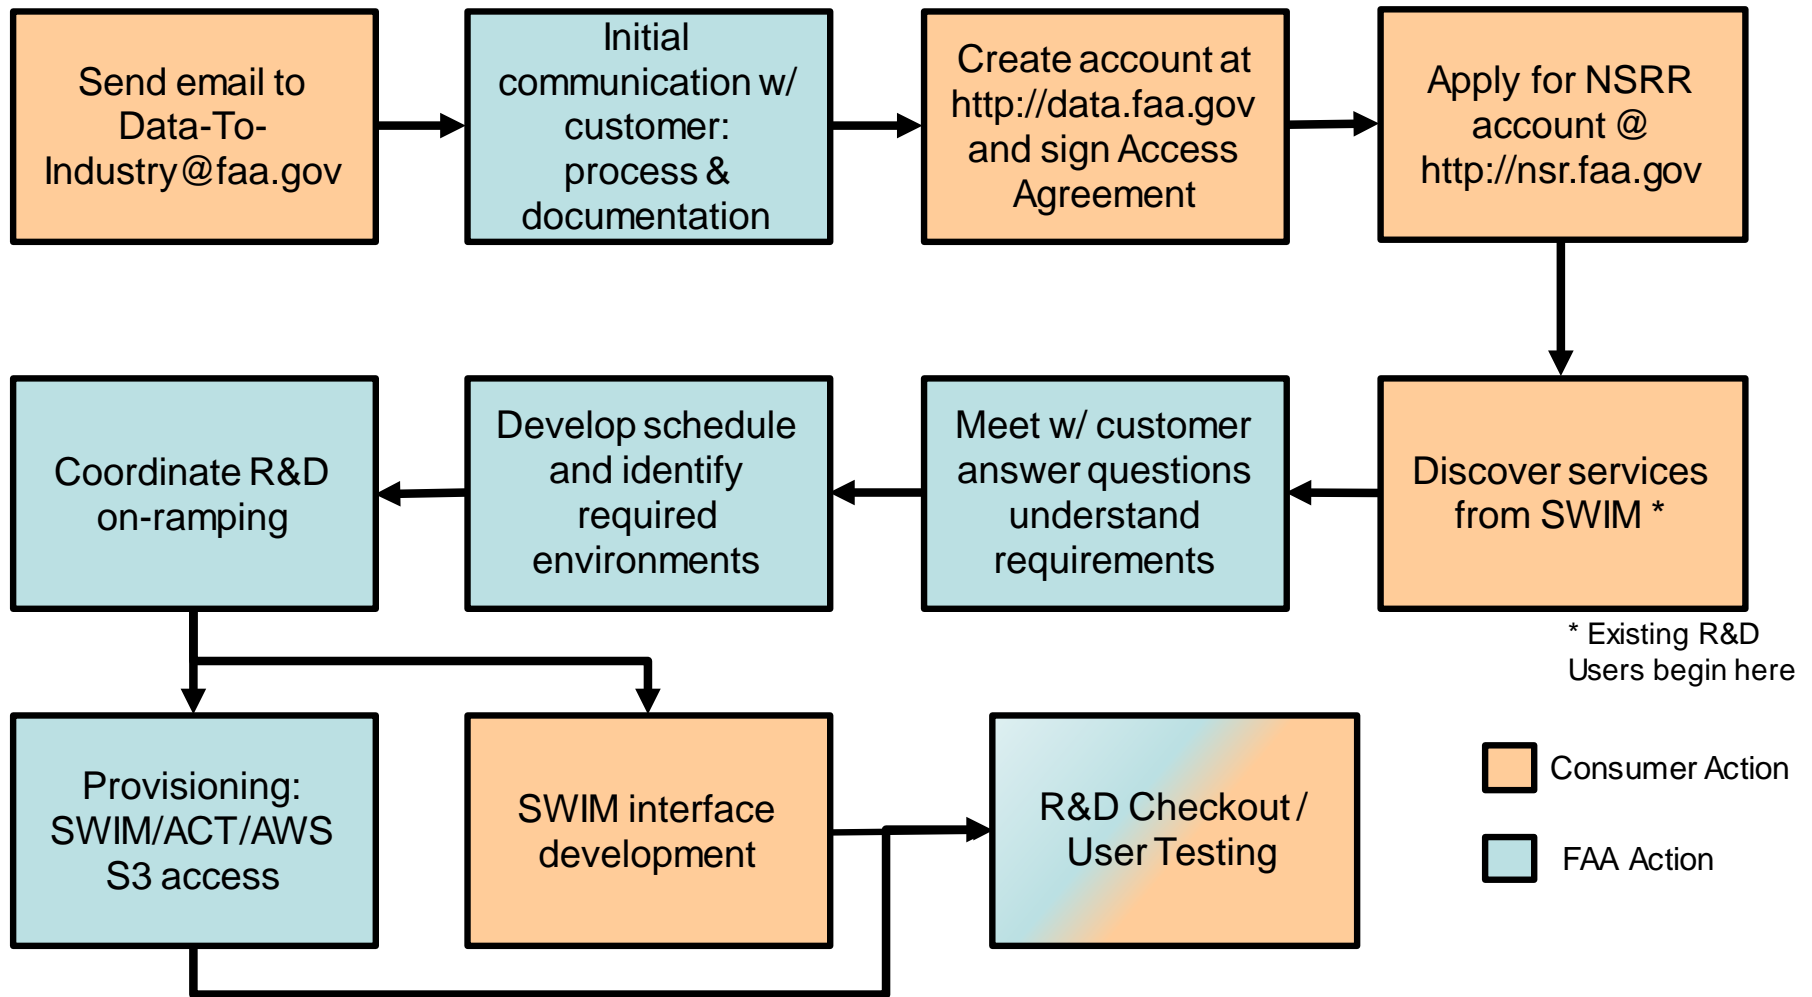 Send email to
Data-To-
Industry@faa.gov
Initial
communication w/
customer:
process &
documentation
Create account at
http://data.faa.gov
and sign Access
Agreement
Apply for NSRR
account @
http://nsr.faa.gov
Coordinate R&D
on-ramping
Develop schedule
and identify
required
environments
Meet w/ customer
answer questions
understand
requirements
Discover services
from SWIM *
* Existing R&D
Users begin here
Provisioning:
SWIM/ACT/AWS
S3 access
SWIM interface
development
R&D Checkout /
User Testing
Consumer Action
FAA Action